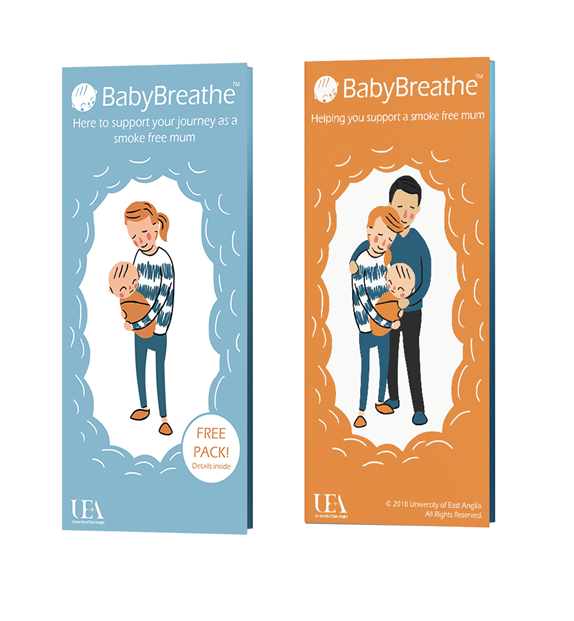 BabyBreathe™
Here to support your journey as a
smoke free mum
FREE
PACK!
Details inside
UEA
University of East Anglia
BabyBreathe™
Helping you support a smoke free mum
UEA
University of East Anglia
© 2018 University of East Anglia
All Rights Reserved